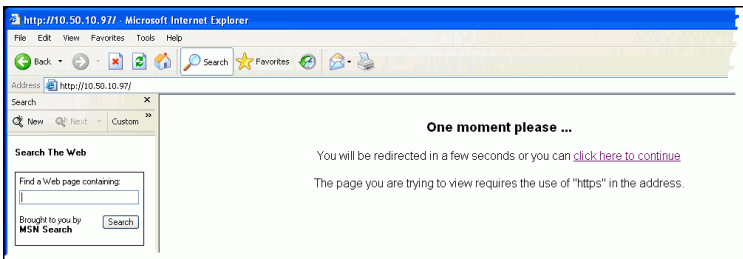 http://10.50.10.97/ - Microsoft Internet Explorer
File Edit View Favorites Tools Help
Back Search Favorites
Address http://10.50.10.97/
Search
New Next Custom »
Search The Web
Find a Web page containing:
Brought to you by
MSN Search
Search
One moment please ...
You will be redirected in a few seconds or you can click here to continue
The page you are trying to view requires the use of "https" in the address.